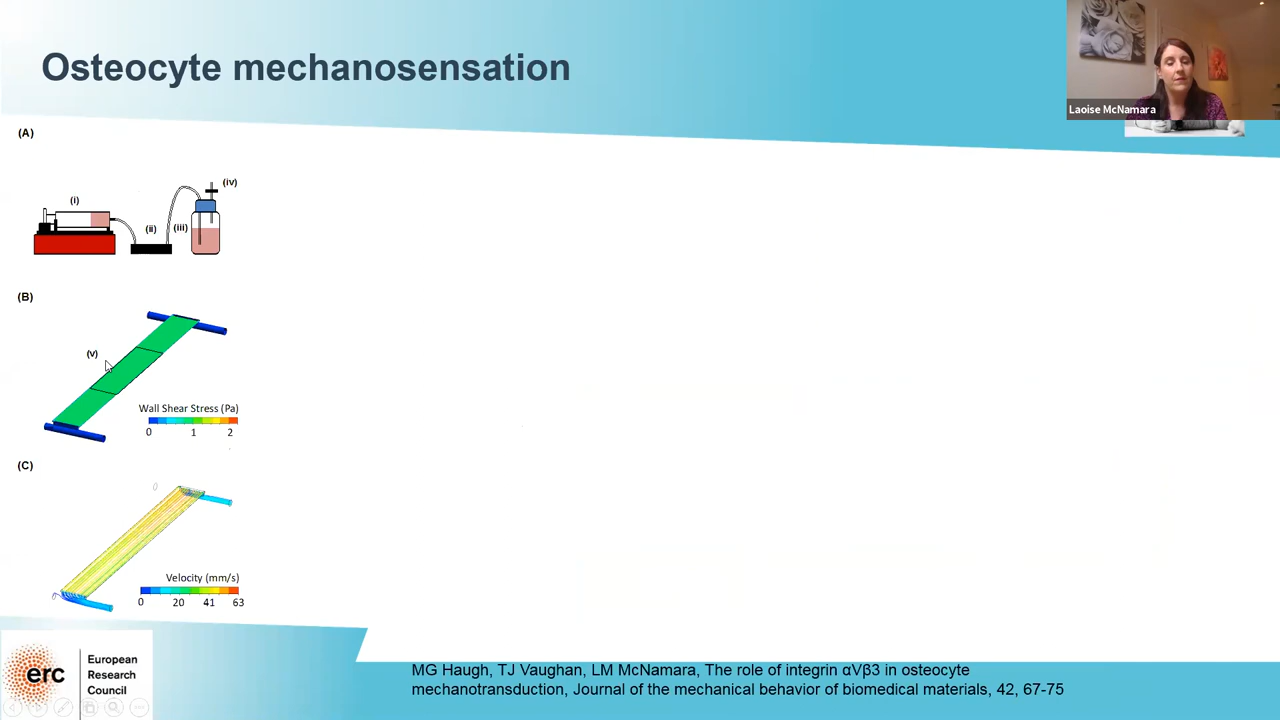 Osteocyte mechanosensation
Laoise McNamara
(A)
(i)
(ii)
(iii)
(iv)
(B)
(v)
Wall Shear Stress (Pa)
0 1 2
(C)
Velocity (mm/s)
0 20 41 63
erc
European
Research
Council
MG Haugh, TJ Vaughan, LM McNamara, The role of integrin αVβ3 in osteocyte
mechanotransduction, Journal of the mechanical behavior of biomedical materials, 42, 67-75